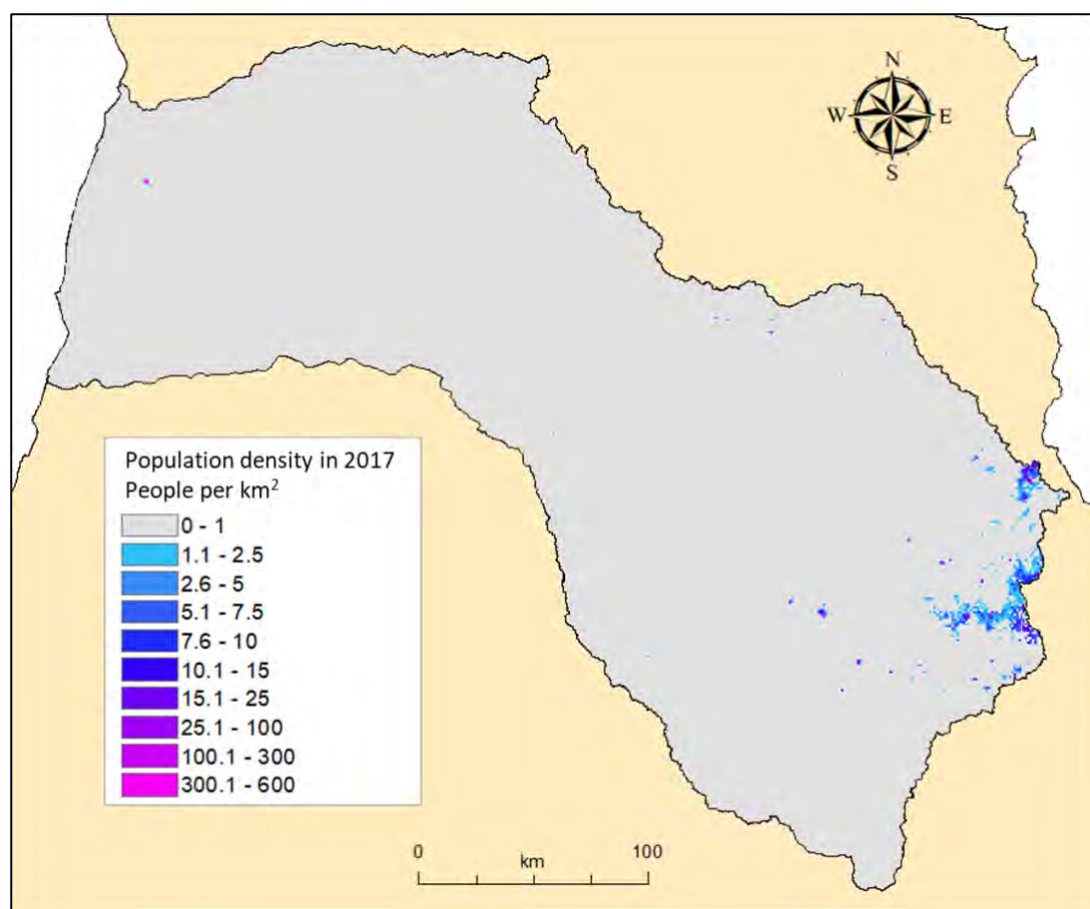 N
W E
S
Population density in 2017
People per km²
0 - 1
1.1 - 2.5
2.6 - 5
5.1 - 7.5
7.6 - 10
10.1 - 15
15.1 - 25
25.1 - 100
100.1 - 300
300.1 - 600
0 km 100